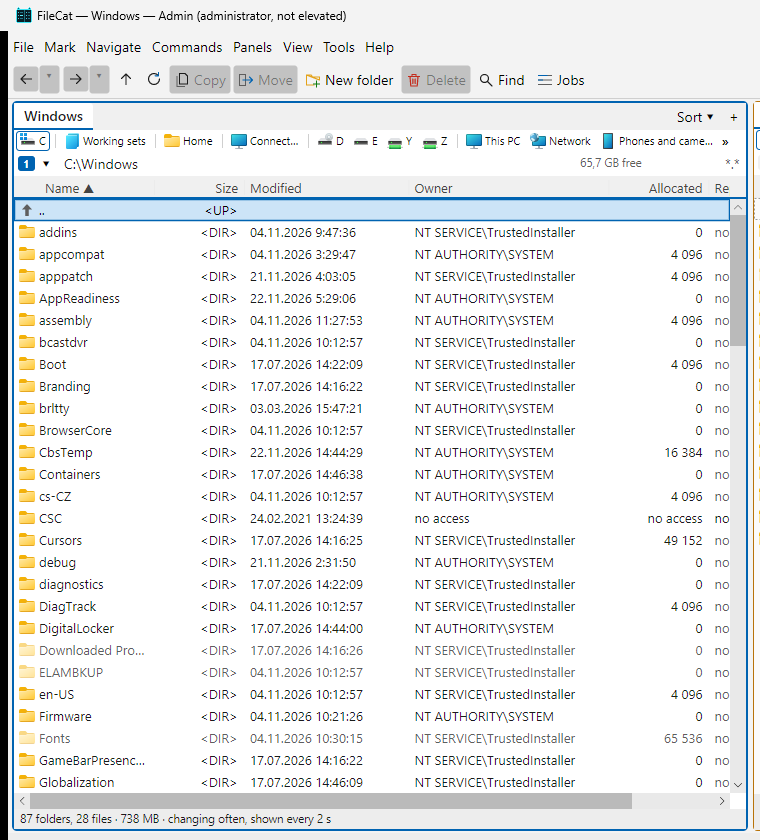 FileCat — Windows — Admin (administrator, not elevated)
File Mark Navigate Commands Panels View Tools Help
Copy Move New folder Delete Find Jobs
Windows Sort ▾ +
C Working sets Home Connect... D E Y Z This PC Network Phones and came... »
1 ▾ C:\Windows 65,7 GB free *.*
Name ▲ Size Modified Owner Allocated Re
.. <UP>
addins <DIR> 04.11.2026 9:47:36 NT SERVICE\TrustedInstaller 0 no
appcompat <DIR> 04.11.2026 3:29:47 NT AUTHORITY\SYSTEM 4 096 no
apppatch <DIR> 21.11.2026 4:03:05 NT SERVICE\TrustedInstaller 4 096 no
AppReadiness <DIR> 22.11.2026 5:29:06 NT AUTHORITY\SYSTEM 0 no
assembly <DIR> 04.11.2026 11:27:53 NT AUTHORITY\SYSTEM 4 096 no
bcastdvr <DIR> 04.11.2026 10:12:57 NT SERVICE\TrustedInstaller 0 no
Boot <DIR> 17.07.2026 14:22:09 NT SERVICE\TrustedInstaller 4 096 no
Branding <DIR> 17.07.2026 14:16:22 NT SERVICE\TrustedInstaller 0 no
brltty <DIR> 03.03.2026 15:47:21 NT AUTHORITY\SYSTEM 0 no
BrowserCore <DIR> 04.11.2026 10:12:57 NT SERVICE\TrustedInstaller 0 no
CbsTemp <DIR> 22.11.2026 14:44:29 NT AUTHORITY\SYSTEM 16 384 no
Containers <DIR> 17.07.2026 14:46:38 NT AUTHORITY\SYSTEM 0 no
cs-CZ <DIR> 04.11.2026 10:12:57 NT AUTHORITY\SYSTEM 4 096 no
CSC <DIR> 24.02.2021 13:24:39 no access no access no
Cursors <DIR> 17.07.2026 14:16:25 NT SERVICE\TrustedInstaller 49 152 no
debug <DIR> 21.11.2026 2:31:50 NT AUTHORITY\SYSTEM 0 no
diagnostics <DIR> 17.07.2026 14:22:09 NT SERVICE\TrustedInstaller 0 no
DiagTrack <DIR> 04.11.2026 10:12:57 NT SERVICE\TrustedInstaller 4 096 no
DigitalLocker <DIR> 17.07.2026 14:44:00 NT AUTHORITY\SYSTEM 0 no
Downloaded Pro... <DIR> 17.07.2026 14:16:26 NT SERVICE\TrustedInstaller 0 no
ELAMBKUP <DIR> 04.11.2026 10:12:57 NT SERVICE\TrustedInstaller 0 no
en-US <DIR> 04.11.2026 10:12:57 NT SERVICE\TrustedInstaller 4 096 no
Firmware <DIR> 04.11.2026 10:21:26 NT AUTHORITY\SYSTEM 0 no
Fonts <DIR> 04.11.2026 10:30:15 NT SERVICE\TrustedInstaller 65 536 no
GameBarPresenc... <DIR> 17.07.2026 14:16:22 NT SERVICE\TrustedInstaller 0 no
Globalization <DIR> 17.07.2026 14:46:09 NT SERVICE\TrustedInstaller 0 no
87 folders, 28 files · 738 MB · changing often, shown every 2 s